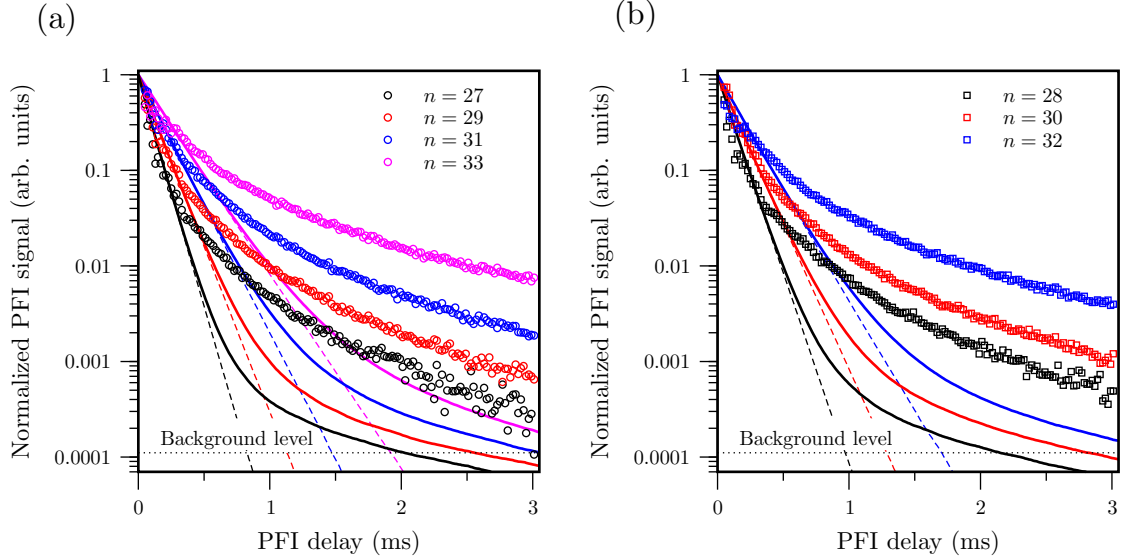 (a)
Normalized PFI signal (arb. units)
1
0.1
0.01
0.001
0.0001
n = 27
n = 29
n = 31
n = 33
Background level
0
1
2
3
PFI delay (ms)
(b)
Normalized PFI signal (arb. units)
1
0.1
0.01
0.001
0.0001
n = 28
n = 30
n = 32
Background level
0
1
2
3
PFI delay (ms)